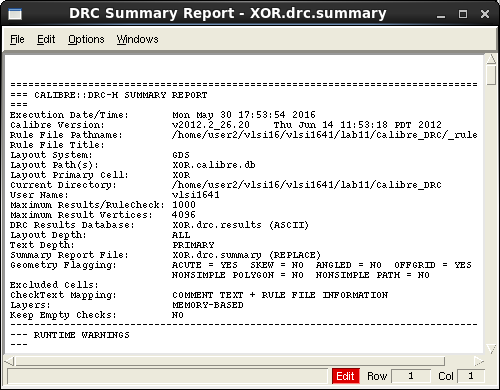 DRC Summary Report - XOR.drc.summary
File Edit Options Windows
==================================================================================
=== CALIBRE::DRC-H SUMMARY REPORT
===
Execution Date/Time: Mon May 30 17:53:54 2016
Calibre Version: v2012.2_26.20 Thu Jun 14 11:53:18 PDT 2012
Rule File Pathname: /home/user2/vlsi16/vlsi1641/lab11/Calibre_DRC/_rule
Rule File Title:
Layout System: GDS
Layout Path(s): XOR.calibre.db
Layout Primary Cell: XOR
Current Directory: /home/user2/vlsi16/vlsi1641/lab11/Calibre_DRC
User Name: vlsi1641
Maximum Results/RuleCheck: 1000
Maximum Result Vertices: 4096
DRC Results Database: XOR.drc.results (ASCII)
Layout Depth: ALL
Text Depth: PRIMARY
Summary Report File: XOR.drc.summary (REPLACE)
Geometry Flagging: ACUTE = YES SKEW = NO ANGLED = NO OFFGRID = YES
NONSIMPLE POLYGON = NO NONSIMPLE PATH = NO
Excluded Cells:
CheckText Mapping: COMMENT TEXT + RULE FILE INFORMATION
Layers: MEMORY-BASED
Keep Empty Checks: NO
----------------------------------------------------------------------------------
--- RUNTIME WARNINGS
---
Edit Row 1 Col 1